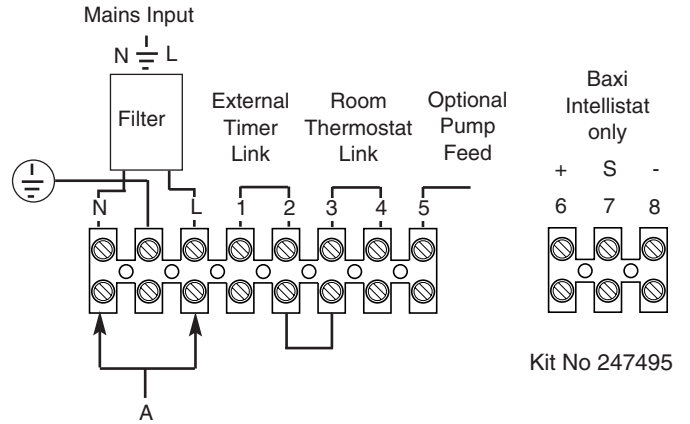 Mains Input
N L
Filter
External
Timer
Link
Room
Thermostat
Link
Optional
Pump
Feed
Baxi
Intellistat
only
+ S -
6 7 8
N L 1 2 3 4 5
Kit No 247495
A